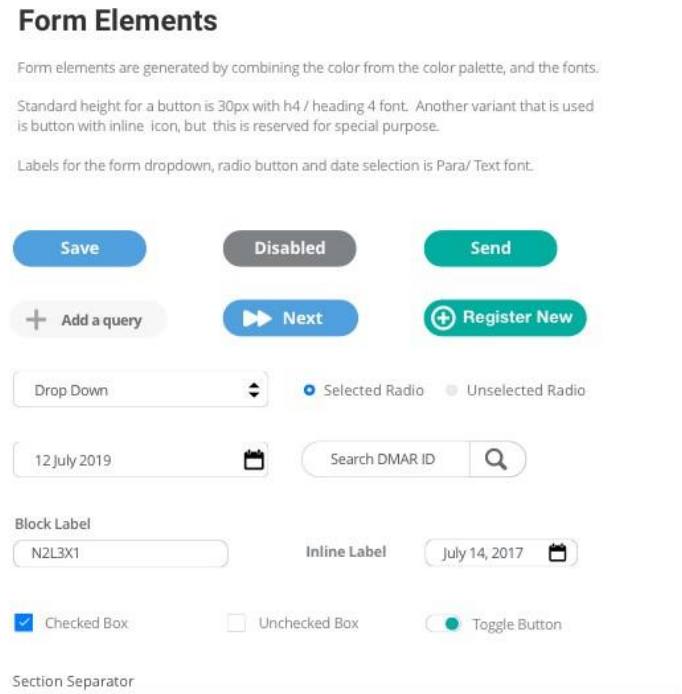 Form Elements
Form elements are generated by combining the color from the color palette, and the fonts.
Standard height for a button is 30px with h4 / heading 4 font. Another variant that is used
is button with inline icon, but this is reserved for special purpose.
Labels for the form dropdown, radio button and date selection is Para/ Text font.
Save Disabled Send
Add a query Next Register New
Drop Down Selected Radio Unselected Radio
12 July 2019 Search DMAR ID
Block Label
N2L3X1 Inline Label July 14, 2017
Checked Box Unchecked Box Toggle Button
Section Separator